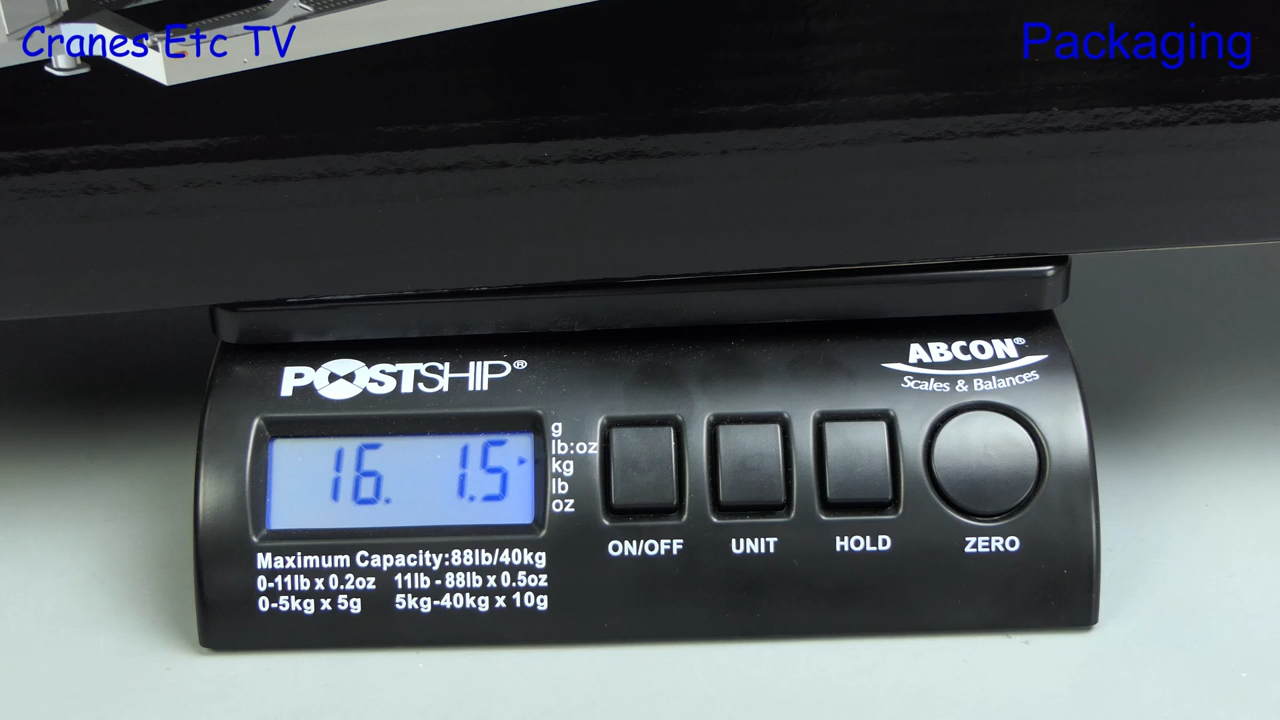 Cranes Etc TV
Packaging
POSTSHIP®
ABCON®
Scales & Balances
16. 1.5
g
lb:oz
kg
lb
oz
ON/OFF UNIT HOLD ZERO
Maximum Capacity:88lb/40kg
0-11lb x 0.2oz 11lb - 88lb x 0.5oz
0-5kg x 5g 5kg-40kg x 10g